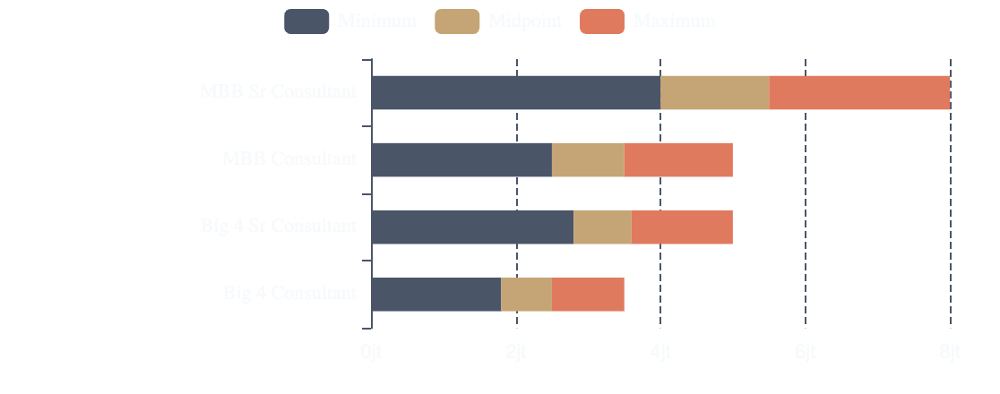 Minimum Midpoint Maximum
MBB Sr Consultant
MBB Consultant
Big 4 Sr Consultant
Big 4 Consultant
0jt 2jt 4jt 6jt 8jt